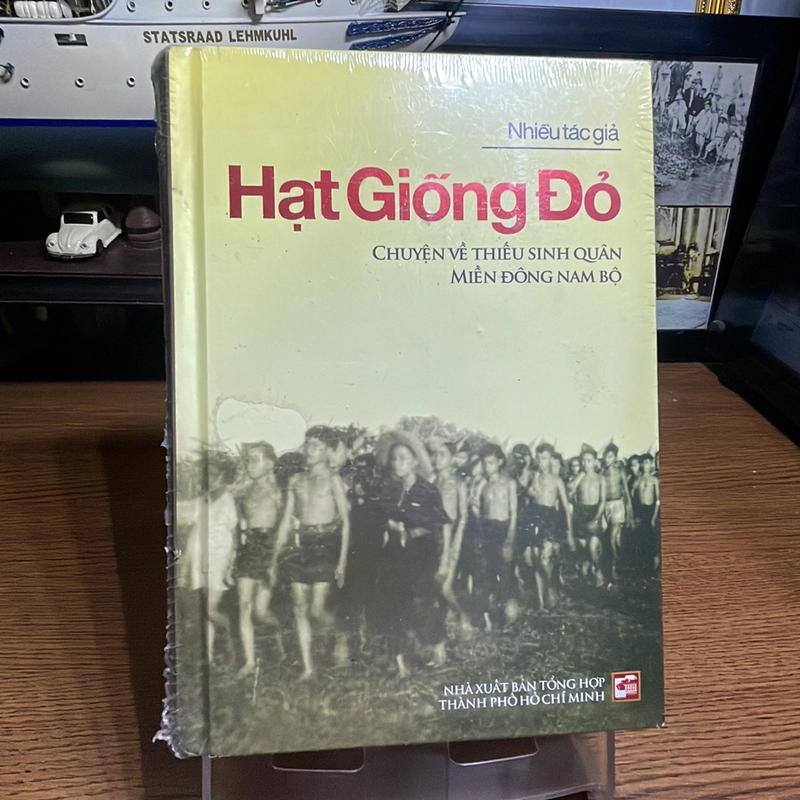 STATSRAAD LEHMKUHL
Nhiều tác giả
Hạt Giống Đỏ
CHUYỆN VỀ THIẾU SINH QUÂN
MIỀN ĐÔNG NAM BỘ
NHÀ XUẤT BẢN TỔNG HỢP
THÀNH PHỐ HỒ CHÍ MINH